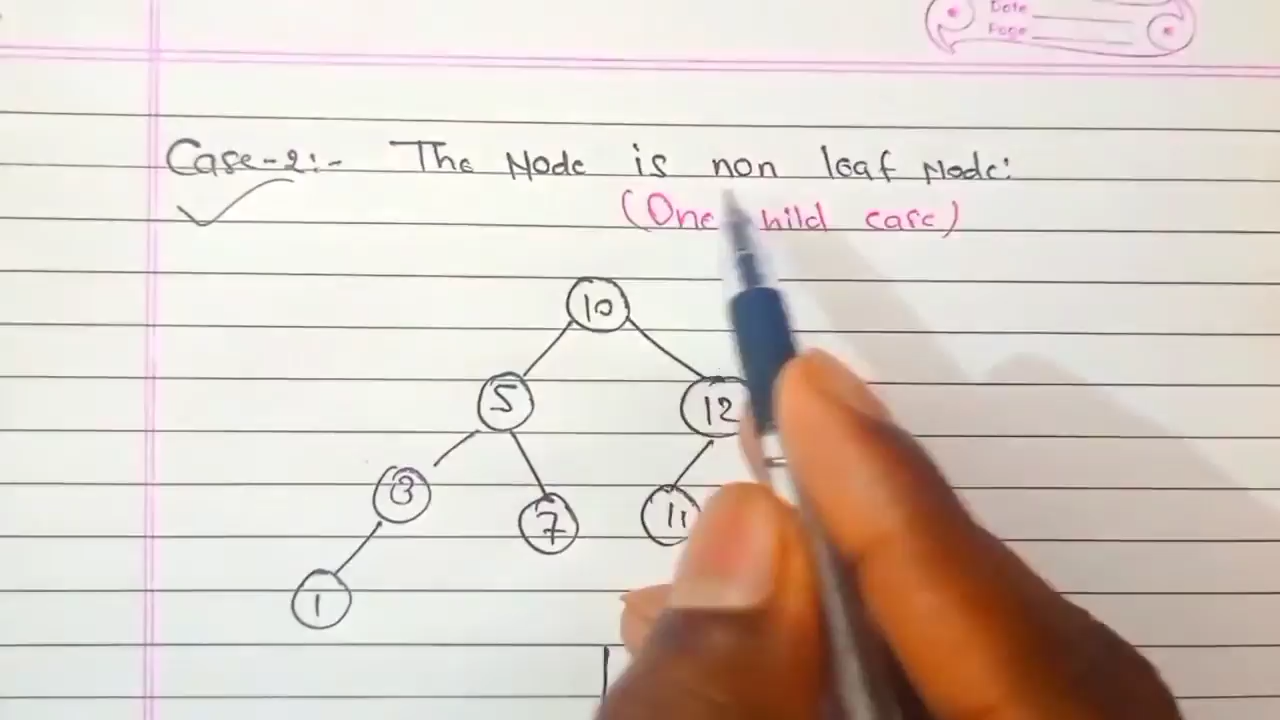 Date
Page
Case-2:- The Node is non leaf Node:
(One hild case)
10
5 12
3
7 11
1